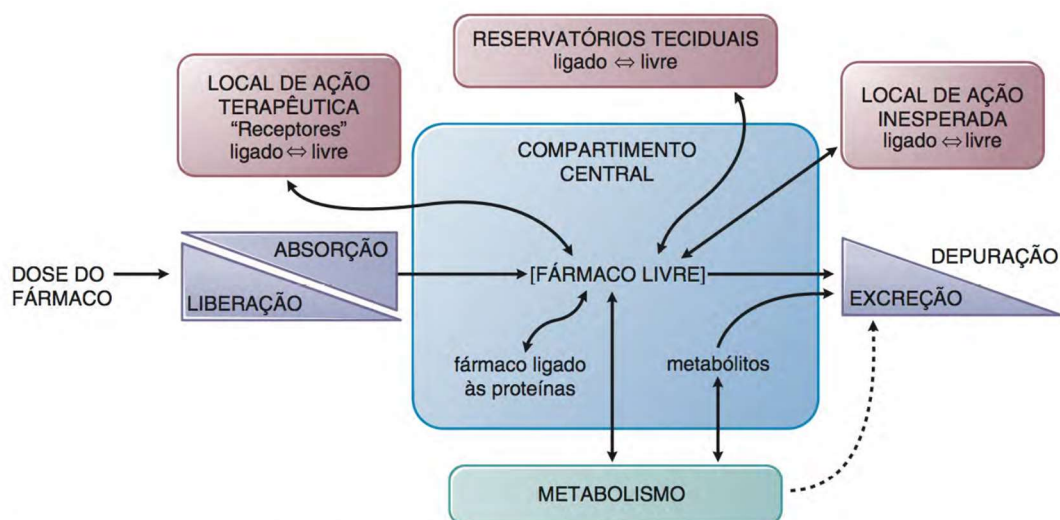 RESERVATÓRIOS TECIDUAIS
ligado ⇔ livre
LOCAL DE AÇÃO
TERAPÊUTICA
“Receptores”
ligado ⇔ livre
LOCAL DE AÇÃO
INESPERADA
ligado ⇔ livre
COMPARTIMENTO
CENTRAL
DOSE DO
FÁRMACO
ABSORÇÃO
LIBERAÇÃO
[FÁRMACO LIVRE]
DEPURAÇÃO
EXCREÇÃO
fármaco ligado
às proteínas
metabólitos
METABOLISMO